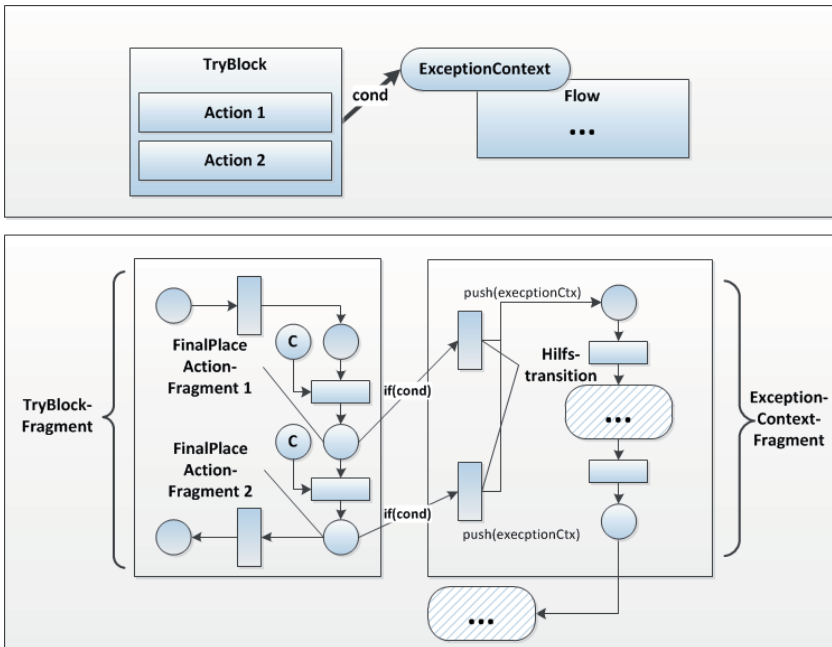 TryBlock
Action 1
Action 2
cond
ExceptionContext
Flow
...
TryBlock-
Fragment
FinalPlace
Action-
Fragment 1
C
FinalPlace
Action-
Fragment 2
C
if(cond)
if(cond)
push(execptionCtx)
Hilfs-
transition
push(execptionCtx)
...
Exception-
Context-
Fragment
...